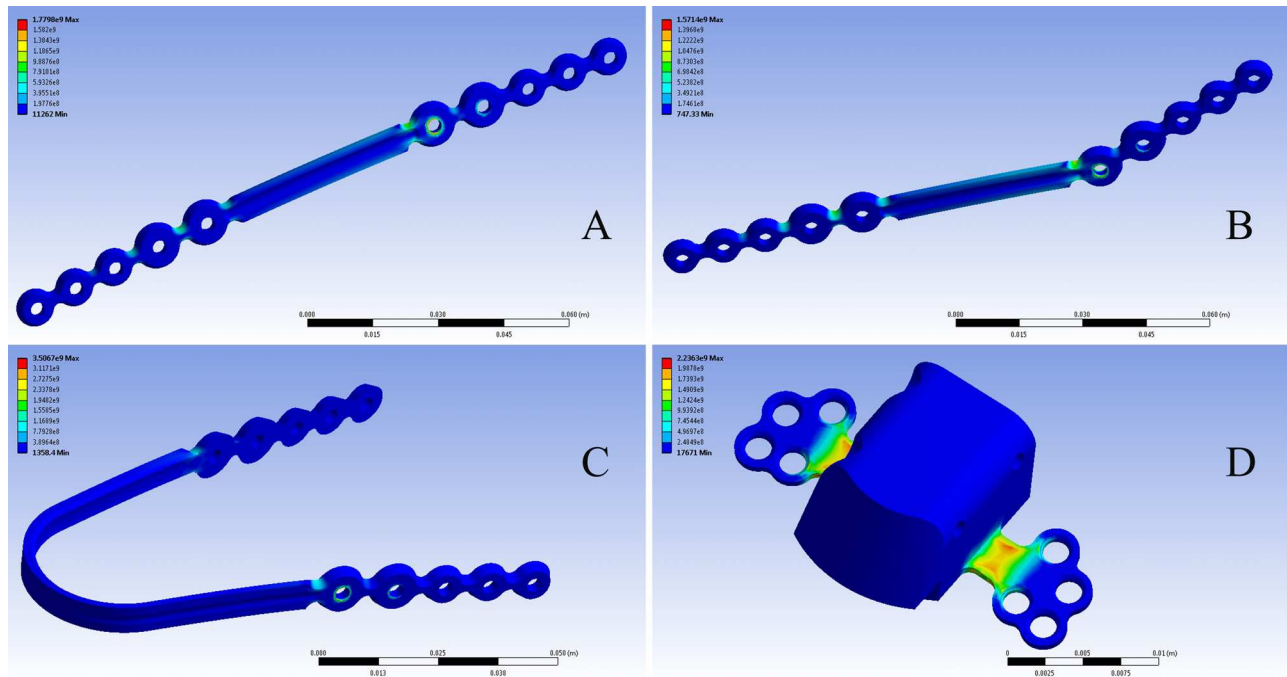 1.7798e9 Max
1.582e9
1.3843e9
1.1865e9
9.8876e8
7.9101e8
5.9326e8
3.9551e8
1.9776e8
11262 Min
A
0.000
0.030
0.060 (m)
0.015
0.045
1.5714e9 Max
1.3968e9
1.2222e9
1.0476e9
8.7303e8
6.9842e8
5.2382e8
3.4921e8
1.7461e8
747.33 Min
B
0.000
0.030
0.060 (m)
0.015
0.045
3.5067e9 Max
3.1171e9
2.7275e9
2.3378e9
1.9482e9
1.5585e9
1.1689e9
7.7928e8
3.8964e8
1358.4 Min
C
0.000
0.025
0.050 (m)
0.013
0.038
2.2363e9 Max
1.9878e9
1.7393e9
1.4909e9
1.2424e9
9.9392e8
7.4544e8
4.9697e8
2.4849e8
17671 Min
D
0
0.005
0.01 (m)
0.0025
0.0075